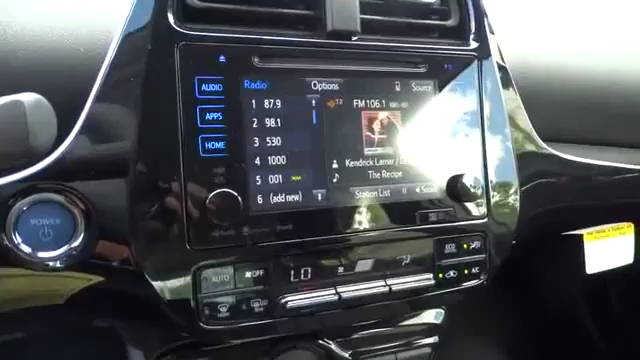 AUDIO
APPS
HOME
Radio Options Source
1 87.9
2 98.1
3 530
4 1000
5 001
6 (add new)
FM 106.1
Kendrick Lamar /
The Recipe
Station List
POWER
AUTO OFF
LO
ECO
A/C